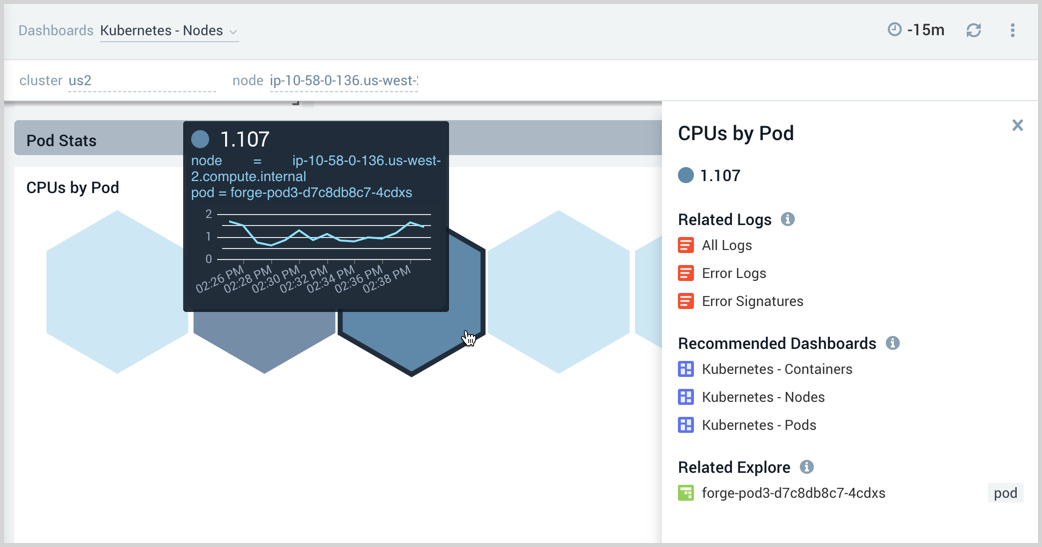 Dashboards Kubernetes - Nodes
-15m
cluster us2
node ip-10-58-0-136.us-west-
Pod Stats
CPUs by Pod
1.107
node = ip-10-58-0-136.us-west-
2.compute.internal
pod = forge-pod3-d7c8db8c7-4cdxs
2
1
0
02:26 PM
02:28 PM
02:30 PM
02:32 PM
02:34 PM
02:36 PM
02:38 PM
CPUs by Pod
1.107
Related Logs
All Logs
Error Logs
Error Signatures
Recommended Dashboards
Kubernetes - Containers
Kubernetes - Nodes
Kubernetes - Pods
Related Explore
forge-pod3-d7c8db8c7-4cdxs pod